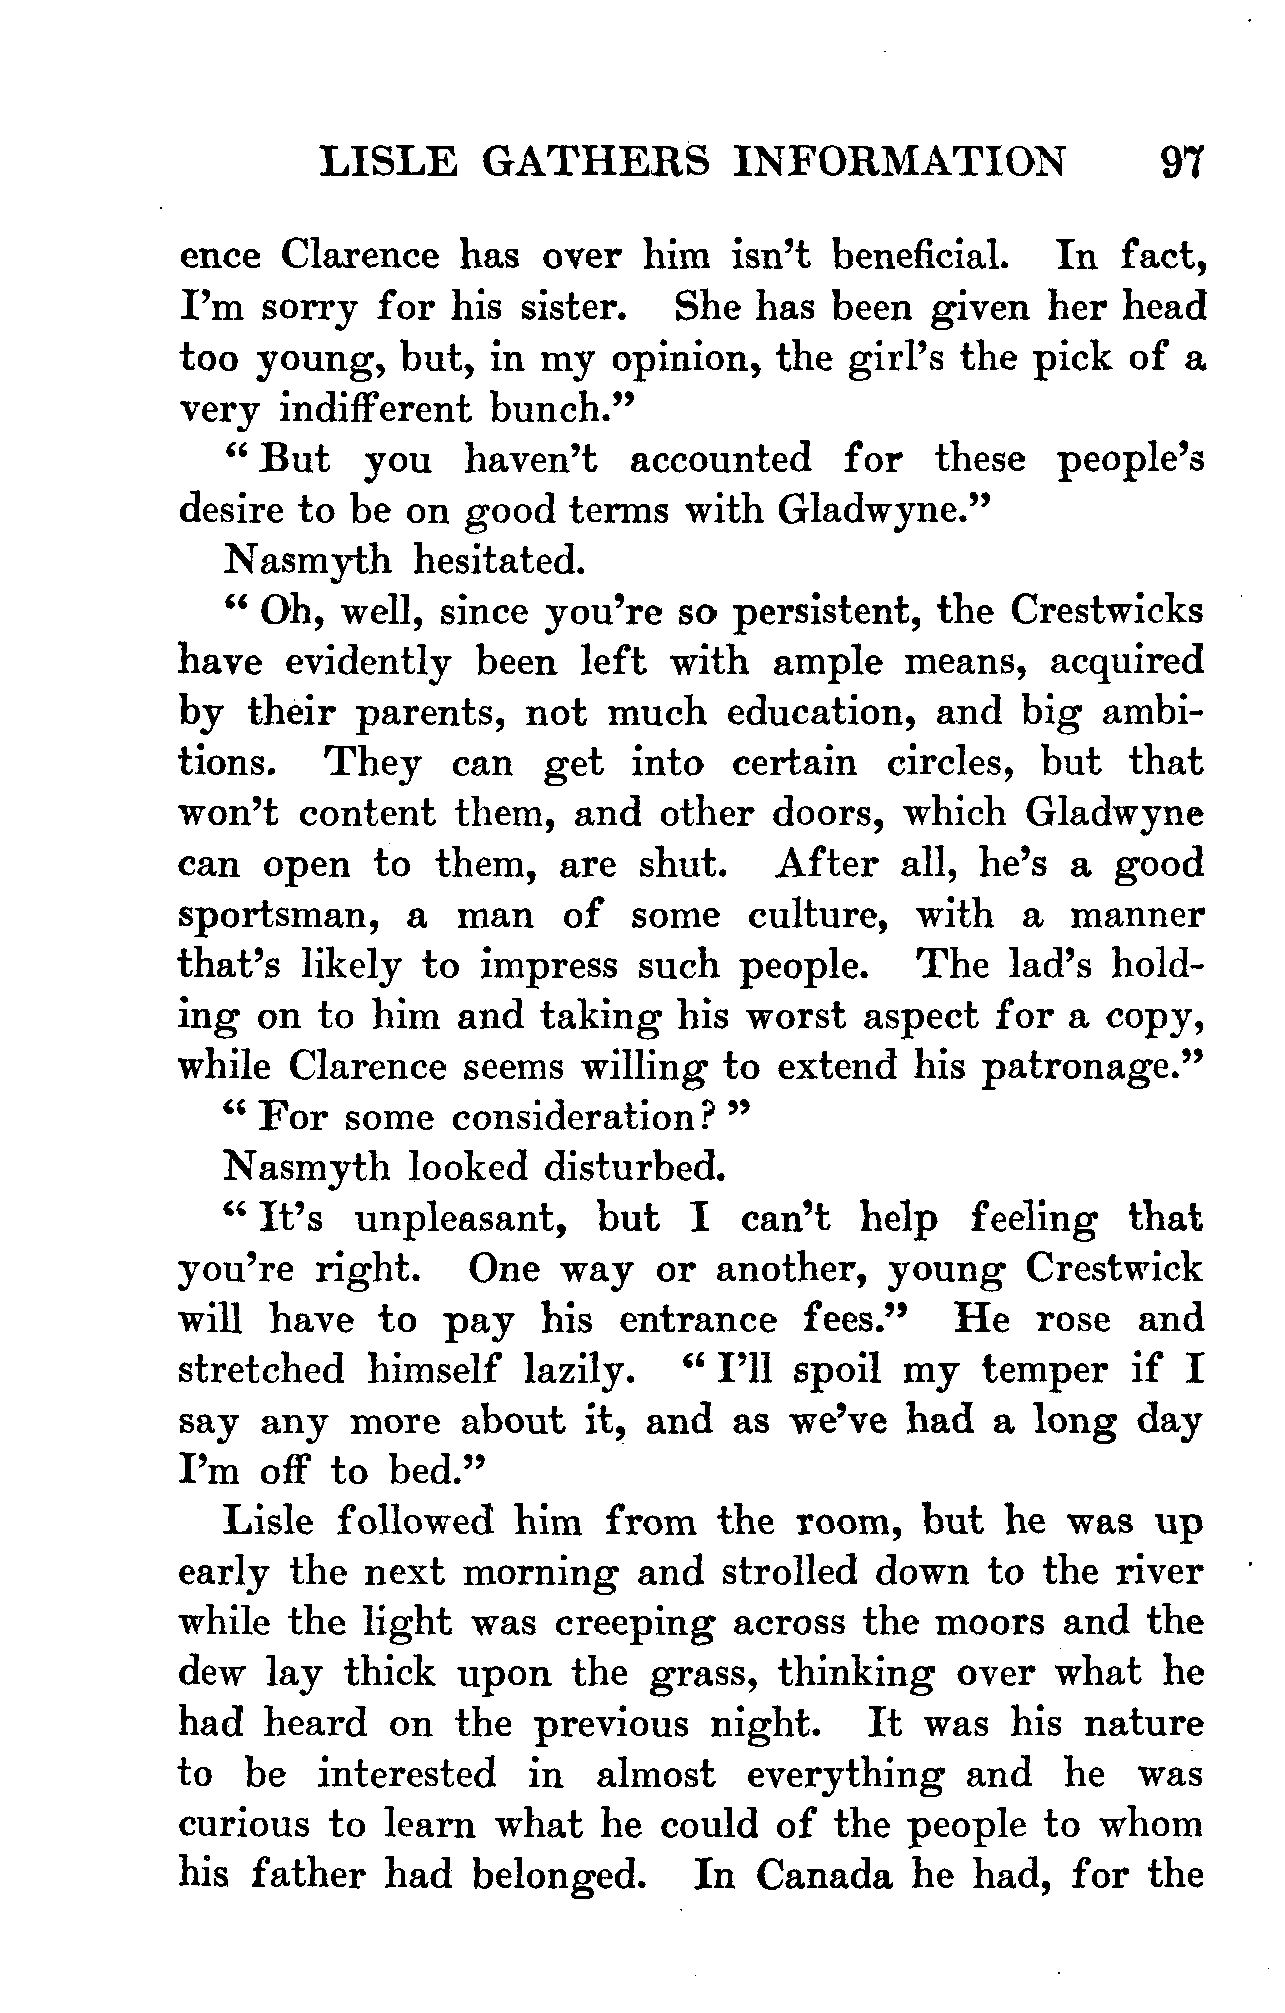 LISLE GATHERS INFORMATION 97
ence Clarence has over him isn't beneficial. In fact,
I'm sorry for his sister. She has been given her head
too young, but, in my opinion, the girl's the pick of a
very indifferent bunch."
"But you haven't accounted for these people's
desire to be on good terms with Gladwyne."
Nasmyth hesitated.
"Oh, well, since you're so persistent, the Crestwicks
have evidently been left with ample means, acquired
by their parents, not much education, and big ambi-
tions. They can get into certain circles, but that
won't content them, and other doors, which Gladwyne
can open to them, are shut. After all, he's a good
sportsman, a man of some culture, with a manner
that's likely to impress such people. The lad's hold-
ing on to him and taking his worst aspect for a copy,
while Clarence seems willing to extend his patronage."
"For some consideration?"
Nasmyth looked disturbed.
"It's unpleasant, but I can't help feeling that
you're right. One way or another, young Crestwick
will have to pay his entrance fees." He rose and
stretched himself lazily. "I'll spoil my temper if I
say any more about it, and as we've had a long day
I'm off to bed."
Lisle followed him from the room, but he was up
early the next morning and strolled down to the river
while the light was creeping across the moors and the
dew lay thick upon the grass, thinking over what he
had heard on the previous night. It was his nature
to be interested in almost everything and he was
curious to learn what he could of the people to whom
his father had belonged. In Canada he had, for the